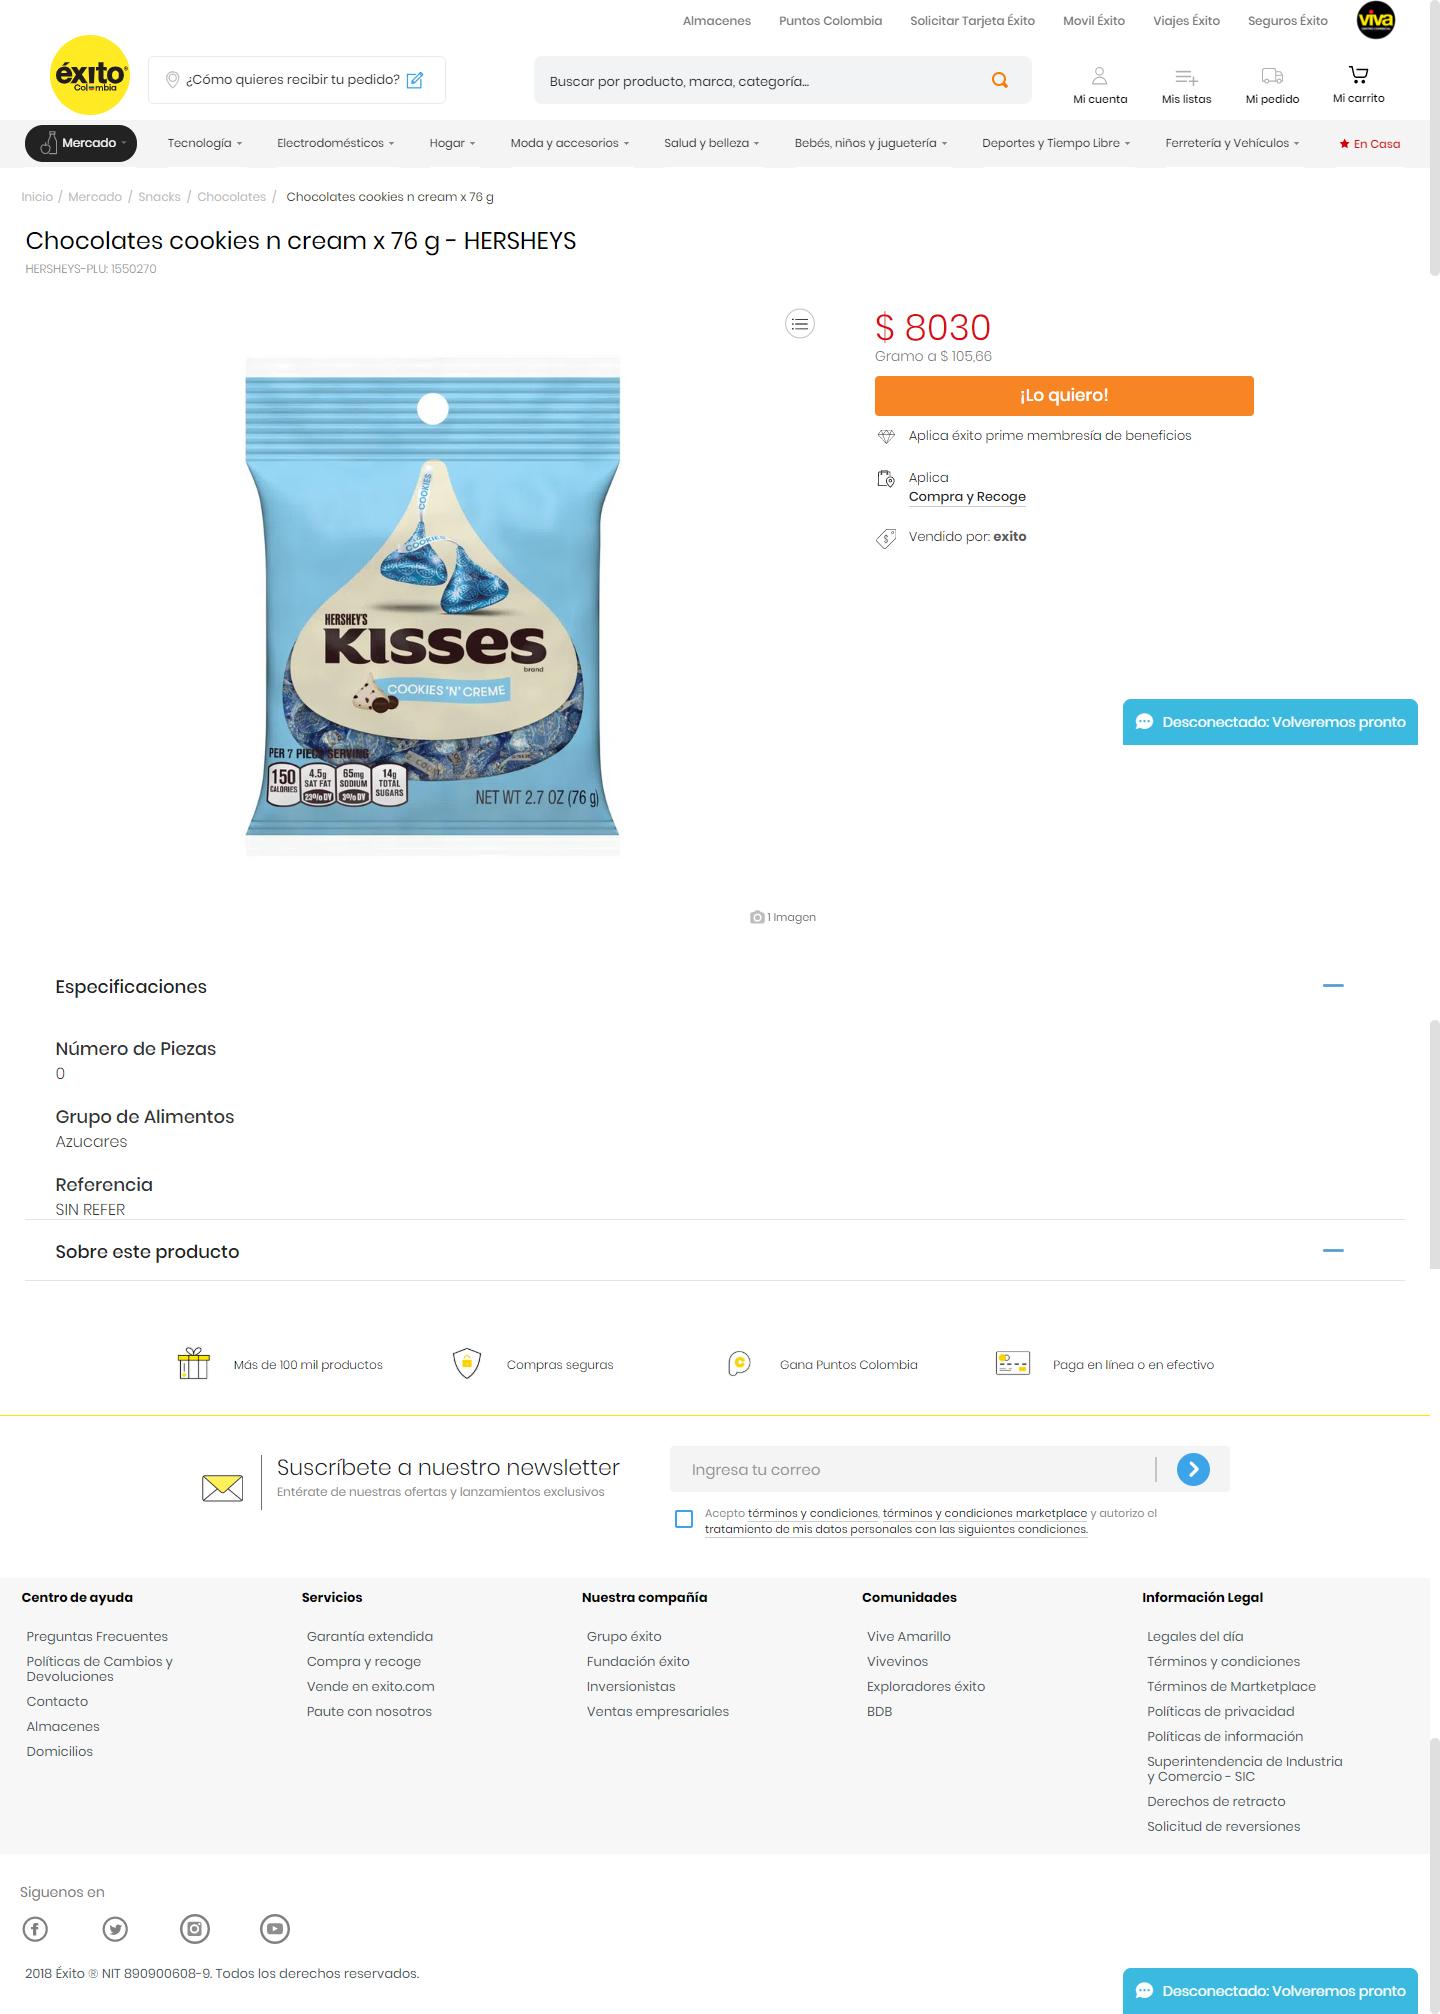 Almacenes Puntos Colombia Solicitar Tarjeta Éxito Movil Éxito Viajes Éxito Seguros Éxito viva
éxito
Colombia
¿Cómo quieres recibir tu pedido?
Buscar por producto, marca, categoría...
Mi cuenta Mis listas Mi pedido Mi carrito
Mercado Tecnología Electrodomésticos Hogar Moda y accesorios Salud y belleza Bebés, niños y juguetería Deportes y Tiempo Libre Ferretería y Vehículos En Casa
Inicio / Mercado / Snacks / Chocolates / Chocolates cookies n cream x 76 g
Chocolates cookies n cream x 76 g - HERSHEYS
HERSHEYS-PLU: 1550270
$ 8030
Gramo a $ 105,66
¡Lo quiero!
Aplica éxito prime membresía de beneficios
Aplica
Compra y Recoge
Vendido por: exito
COOKIES
COOKIES
HERSHEY'S
KISSES
brand
COOKIES 'N' CREME
PER 7 PIECE SERVING
150 CALORIES
4.5g SAT FAT 23% DV
65mg SODIUM 3% DV
14g TOTAL SUGARS
NET WT 2.7 OZ (76 g)
Desconectado: Volveremos pronto
1 Imagen
Especificaciones
Número de Piezas
0
Grupo de Alimentos
Azucares
Referencia
SIN REFER
Sobre este producto
Más de 100 mil productos Compras seguras Gana Puntos Colombia Paga en línea o en efectivo
Suscríbete a nuestro newsletter
Entérate de nuestras ofertas y lanzamientos exclusivos
Ingresa tu correo
Acepto términos y condiciones, términos y condiciones marketplace y autorizo el
tratamiento de mis datos personales con las siguientes condiciones.
Centro de ayuda
Preguntas Frecuentes
Políticas de Cambios y
Devoluciones
Contacto
Almacenes
Domicilios
Servicios
Garantía extendida
Compra y recoge
Vende en exito.com
Paute con nosotros
Nuestra compañía
Grupo éxito
Fundación éxito
Inversionistas
Ventas empresariales
Comunidades
Vive Amarillo
Vivevinos
Exploradores éxito
BDB
Información Legal
Legales del día
Términos y condiciones
Términos de Martketplace
Políticas de privacidad
Políticas de información
Superintendencia de Industria
y Comercio - SIC
Derechos de retracto
Solicitud de reversiones
Siguenos en
2018 Éxito ® NIT 890900608-9. Todos los derechos reservados.
Desconectado: Volveremos pronto